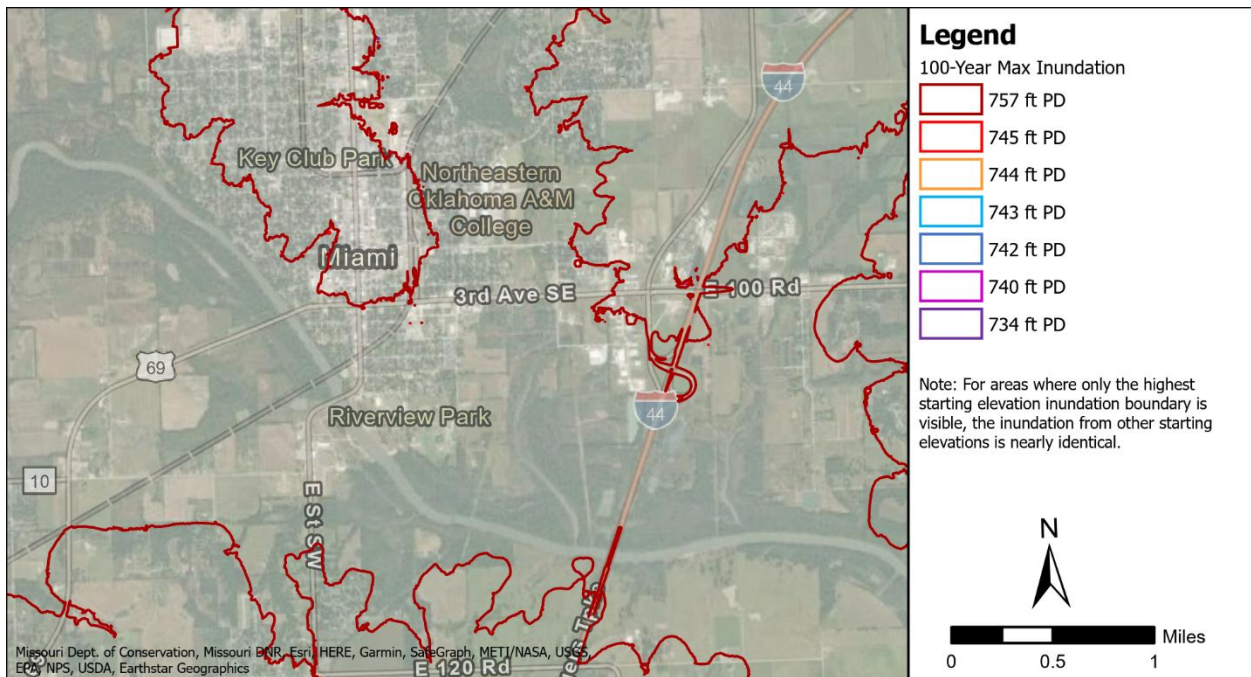 44
Key Club Park
Northeastern
Oklahoma A&M
College
Miami
3rd Ave SE
E 100 Rd
69
44
Riverview Park
10
E St SW
E 120 Rd
Missouri Dept. of Conservation, Missouri DNR, Esri, HERE, Garmin, SafeGraph, METI/NASA, USGS,
EPA, NPS, USDA, Earthstar Geographics
Legend
100-Year Max Inundation
757 ft PD
745 ft PD
744 ft PD
743 ft PD
742 ft PD
740 ft PD
734 ft PD
Note: For areas where only the highest
starting elevation inundation boundary is
visible, the inundation from other starting
elevations is nearly identical.
N
Miles
0 0.5 1